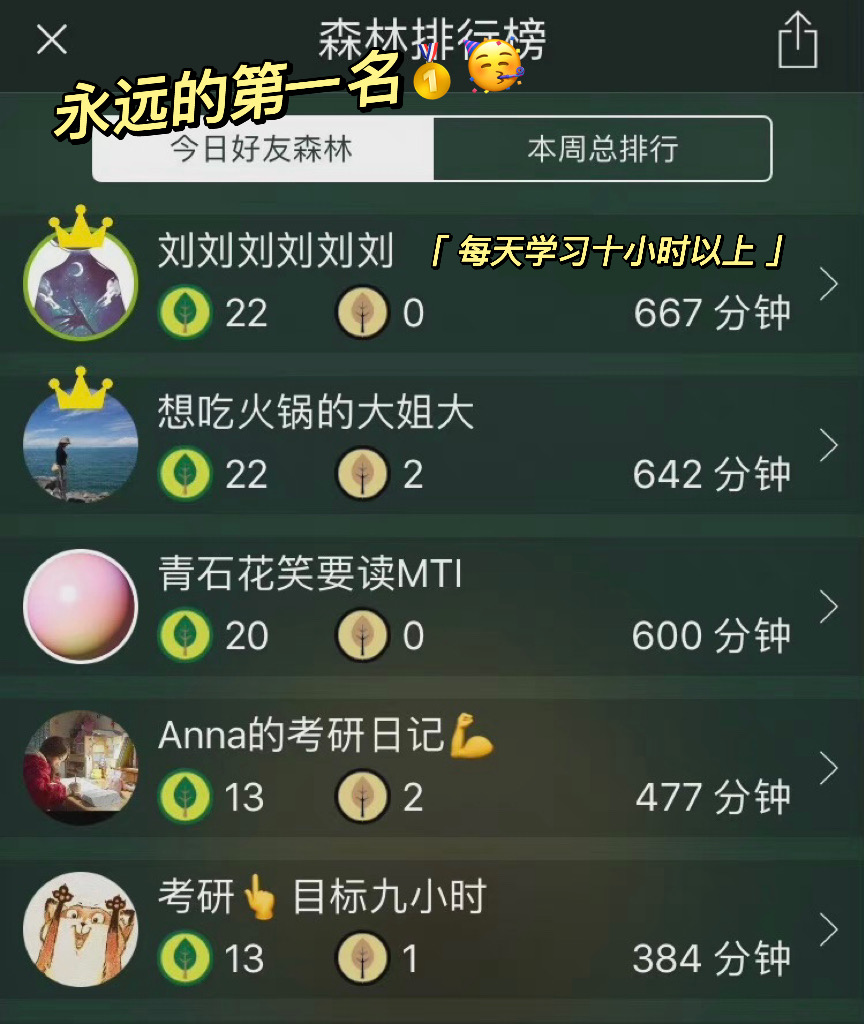 森林排行榜
永远的第一名🥇🥳
今日好友森林
本周总排行
刘刘刘刘刘刘
「 每天学习十小时以上 」
22
0
667 分钟
想吃火锅的大姐大
22
2
642 分钟
青石花笑要读MTI
20
0
600 分钟
Anna的考研日记💪
13
2
477 分钟
考研👆 目标九小时
13
1
384 分钟